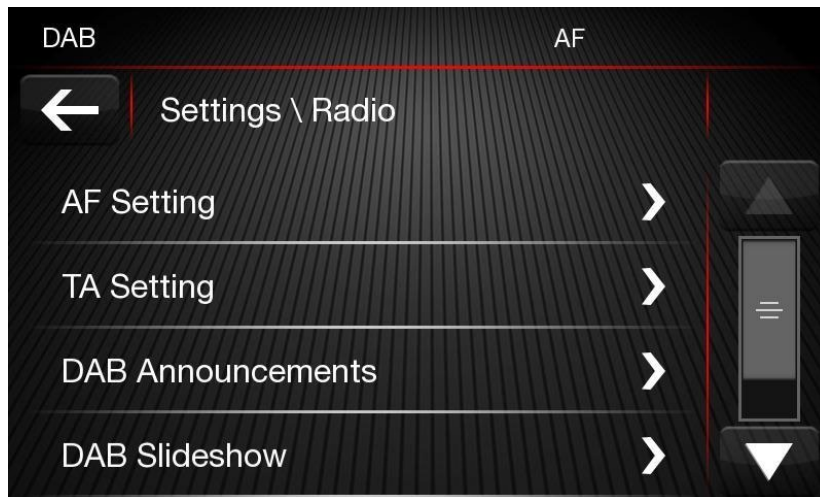 DAB AF
Settings \ Radio
AF Setting
TA Setting
DAB Announcements
DAB Slideshow